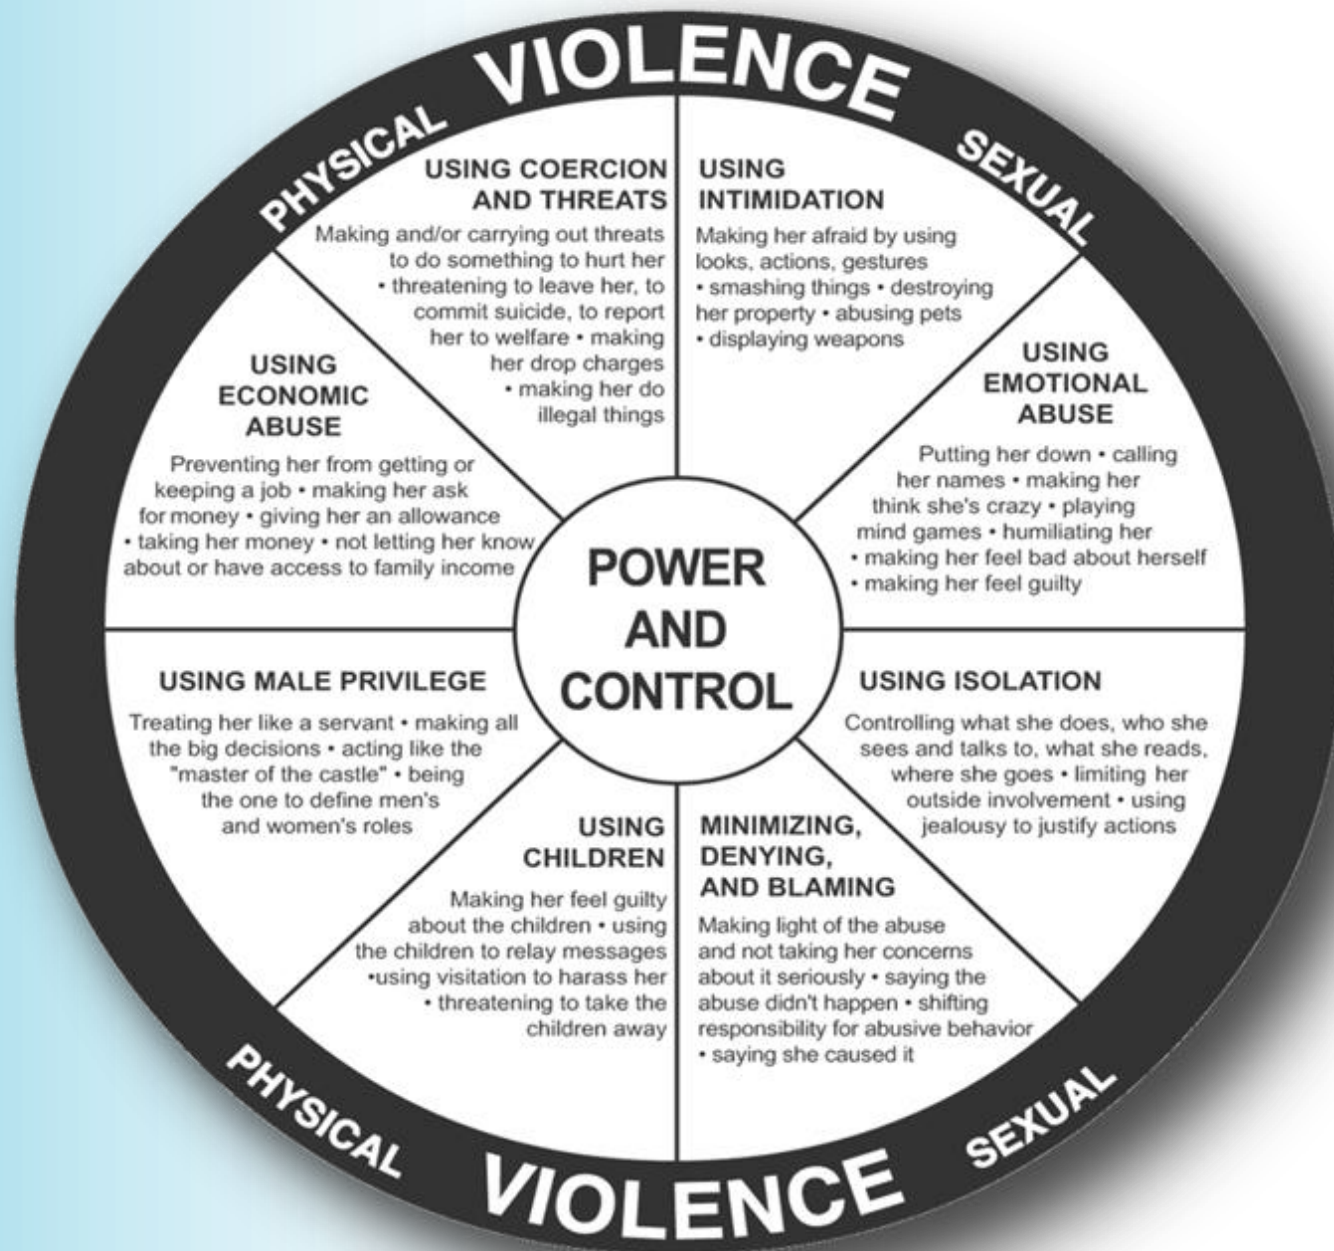 PHYSICAL VIOLENCE SEXUAL
USING COERCION
AND THREATS
Making and/or carrying out threats
to do something to hurt her
• threatening to leave her, to
commit suicide, to report
her to welfare • making
her drop charges
• making her do
illegal things
USING
INTIMIDATION
Making her afraid by using
looks, actions, gestures
• smashing things • destroying
her property • abusing pets
• displaying weapons
USING
EMOTIONAL
ABUSE
Putting her down • calling
her names • making her
think she's crazy • playing
mind games • humiliating her
• making her feel bad about herself
• making her feel guilty
USING ISOLATION
Controlling what she does, who she
sees and talks to, what she reads,
where she goes • limiting her
outside involvement • using
jealousy to justify actions
MINIMIZING,
DENYING,
AND BLAMING
Making light of the abuse
and not taking her concerns
about it seriously • saying the
abuse didn't happen • shifting
responsibility for abusive behavior
• saying she caused it
USING
CHILDREN
Making her feel guilty
about the children • using
the children to relay messages
•using visitation to harass her
• threatening to take the
children away
USING MALE PRIVILEGE
Treating her like a servant • making all
the big decisions • acting like the
"master of the castle" • being
the one to define men's
and women's roles
USING
ECONOMIC
ABUSE
Preventing her from getting or
keeping a job • making her ask
for money • giving her an allowance
• taking her money • not letting her know
about or have access to family income
POWER
AND
CONTROL
PHYSICAL VIOLENCE SEXUAL